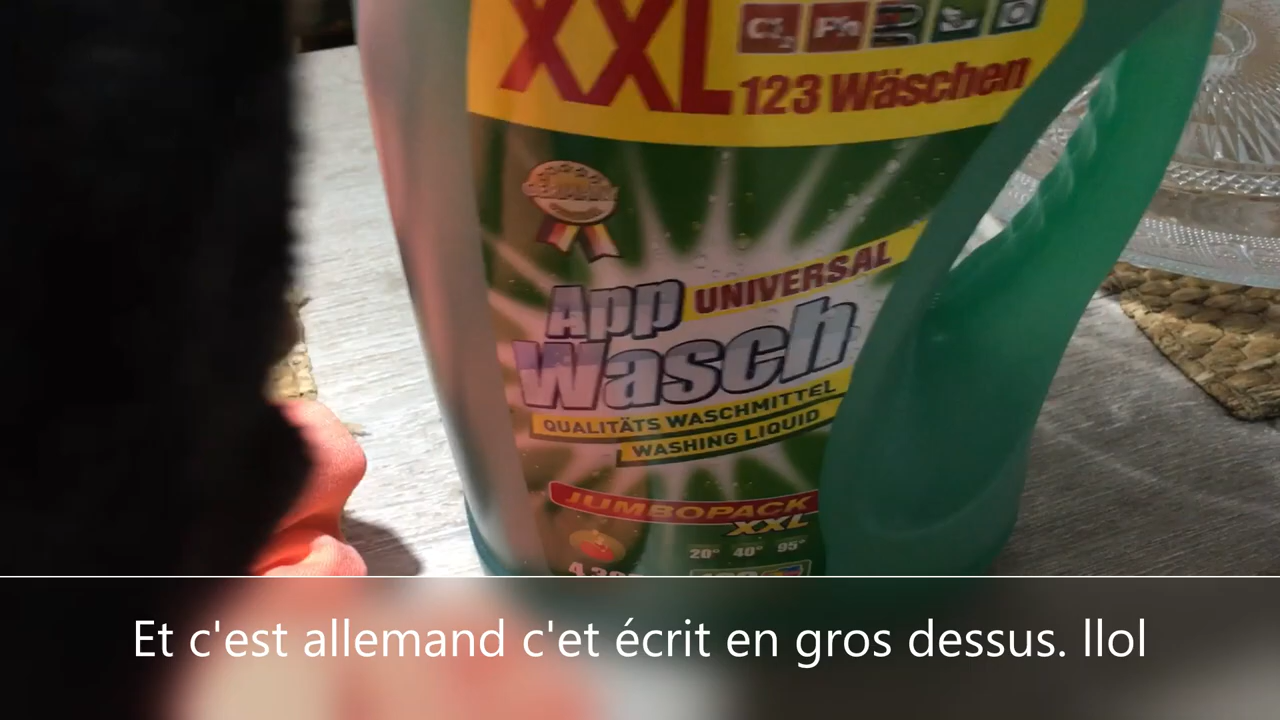 XXL
123 Wäschen
GERMANY
App UNIVERSAL
Wasch
QUALITÄTS WASCHMITTEL
WASHING LIQUID
JUMBOPACK
XXL
20° 40° 95°
Et c'est allemand c'et écrit en gros dessus. llol